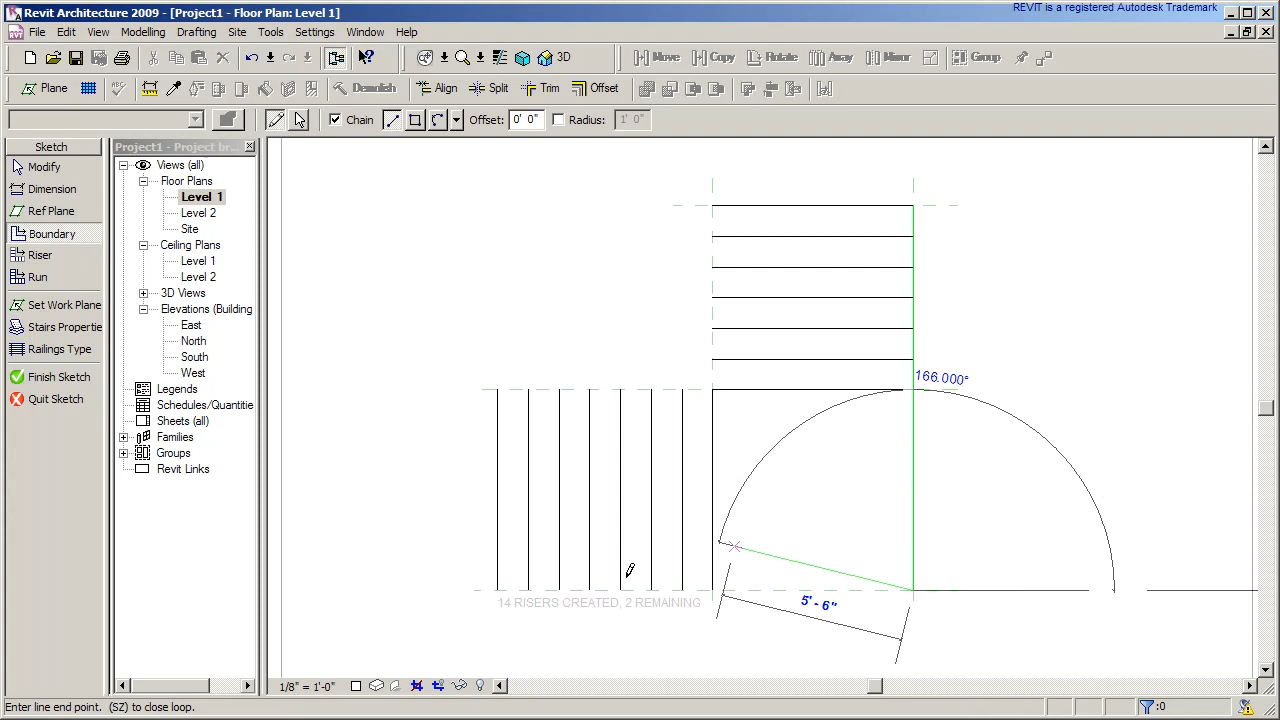 Revit Architecture 2009 - [Project1 - Floor Plan: Level 1]
REVIT is a registered Autodesk Trademark
File Edit View Modelling Drafting Site Tools Settings Window Help
3D Move Copy Rotate Array Mirror Group
Plane Demolish Align Split Trim Offset
Chain Offset: 0' 0" Radius: 1' 0"
Sketch
Modify
Dimension
Ref Plane
Boundary
Riser
Run
Set Work Plane
Stairs Propertie
Railings Type
Finish Sketch
Quit Sketch
Project1 - Project br...
Views (all)
Floor Plans
Level 1
Level 2
Site
Ceiling Plans
Level 1
Level 2
3D Views
Elevations (Building
East
North
South
West
Legends
Schedules/Quantitie
Sheets (all)
Families
Groups
Revit Links
166.000°
14 RISERS CREATED, 2 REMAINING
5' - 6"
1/8" = 1'-0"
Enter line end point. (SZ) to close loop.
:0